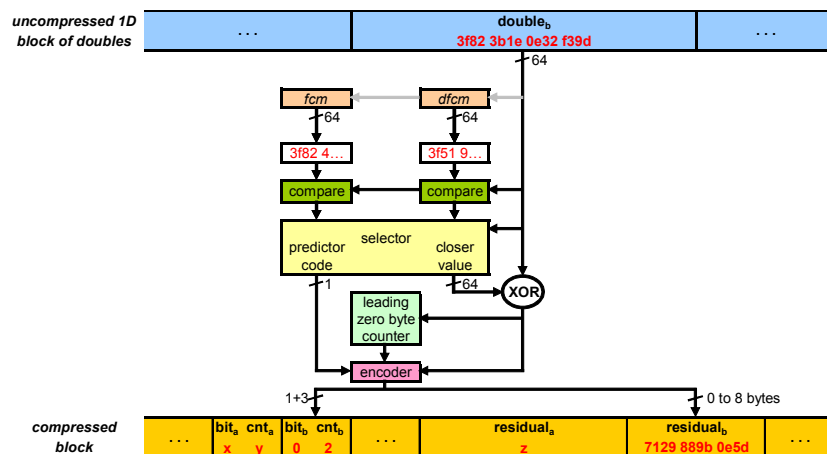 uncompressed 1D
block of doubles
. . .
double_b
3f82 3b1e 0e32 f39d
. . .
64
fcm
dfcm
64
64
3f82 4…
3f51 9…
compare
compare
selector
predictor
code
closer
value
1
64
XOR
leading
zero byte
counter
encoder
1+3
0 to 8 bytes
compressed
block
. . .
bit_a cnt_a
x y
bit_b cnt_b
0 2
. . .
residual_a
z
residual_b
7129 889b 0e5d
. . .